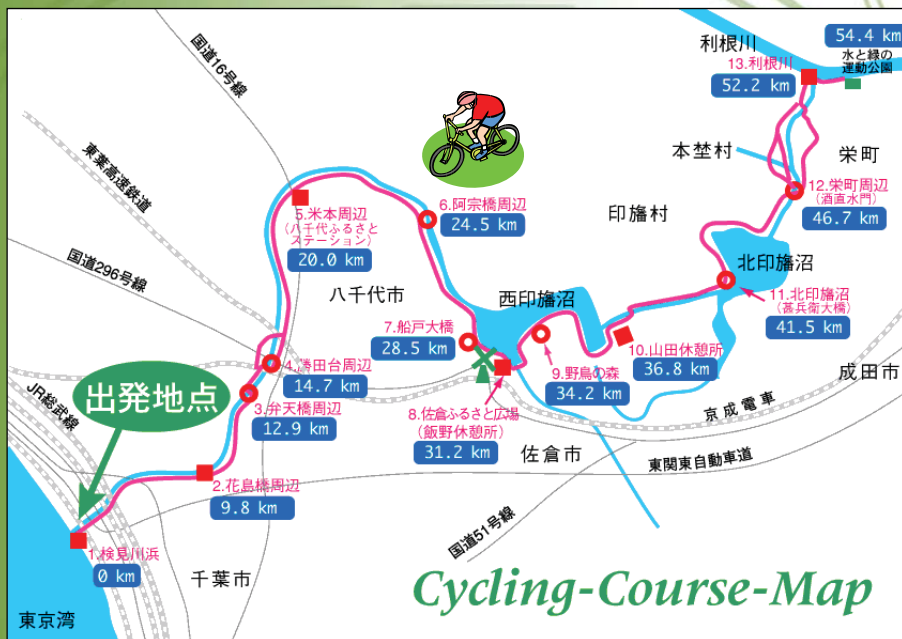 国道16号線
利根川
54.4 km
水と緑の
運動公園
13.利根川
52.2 km
東葉高速鉄道
本埜村
栄町
5.米本周辺
(八千代ふるさと
ステーション)
20.0 km
6.阿宗橋周辺
24.5 km
印旛村
12.栄町周辺
(酒直水門)
46.7 km
国道296号線
八千代市
西印旛沼
北印旛沼
11.北印旛沼
(甚兵衛大橋)
41.5 km
7.船戸大橋
28.5 km
10.山田休憩所
36.8 km
9.野鳥の森
34.2 km
成田市
4.勝田台周辺
14.7 km
JR総武線
出発地点
3.弁天橋周辺
12.9 km
8.佐倉ふるさと広場
(飯野休憩所)
31.2 km
京成電車
佐倉市
東関東自動車道
2.花島橋周辺
9.8 km
国道51号線
1.検見川浜
0 km
千葉市
東京湾
Cycling-Course-Map